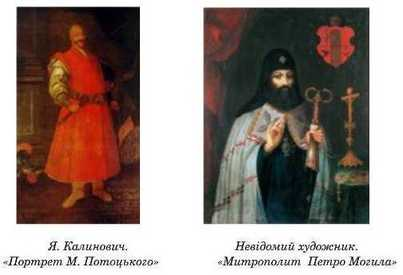 Я. Калинович.
«Портрет М. Потоцького»
Невідомий художник.
«Митрополит Петро Могила»